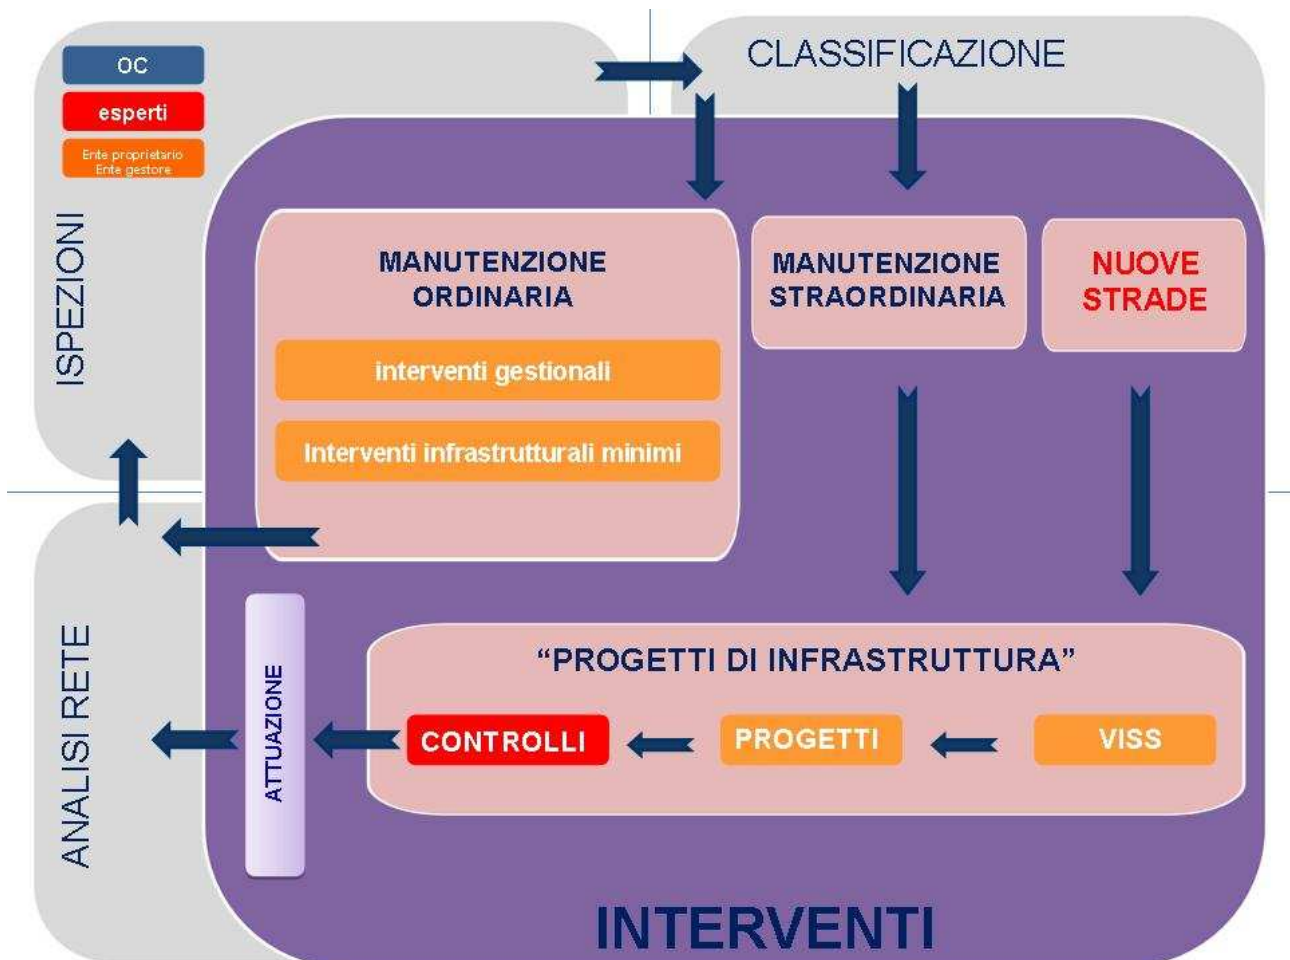 OC
esperti
Ente proprietario
Ente gestore
CLASSIFICAZIONE
ISPEZIONI
MANUTENZIONE
ORDINARIA
interventi gestionali
Interventi infrastrutturali minimi
MANUTENZIONE
STRAORDINARIA
NUOVE
STRADE
ANALISI RETE
ATTUAZIONE
“PROGETTI DI INFRASTRUTTURA”
CONTROLLI
PROGETTI
VISS
INTERVENTI